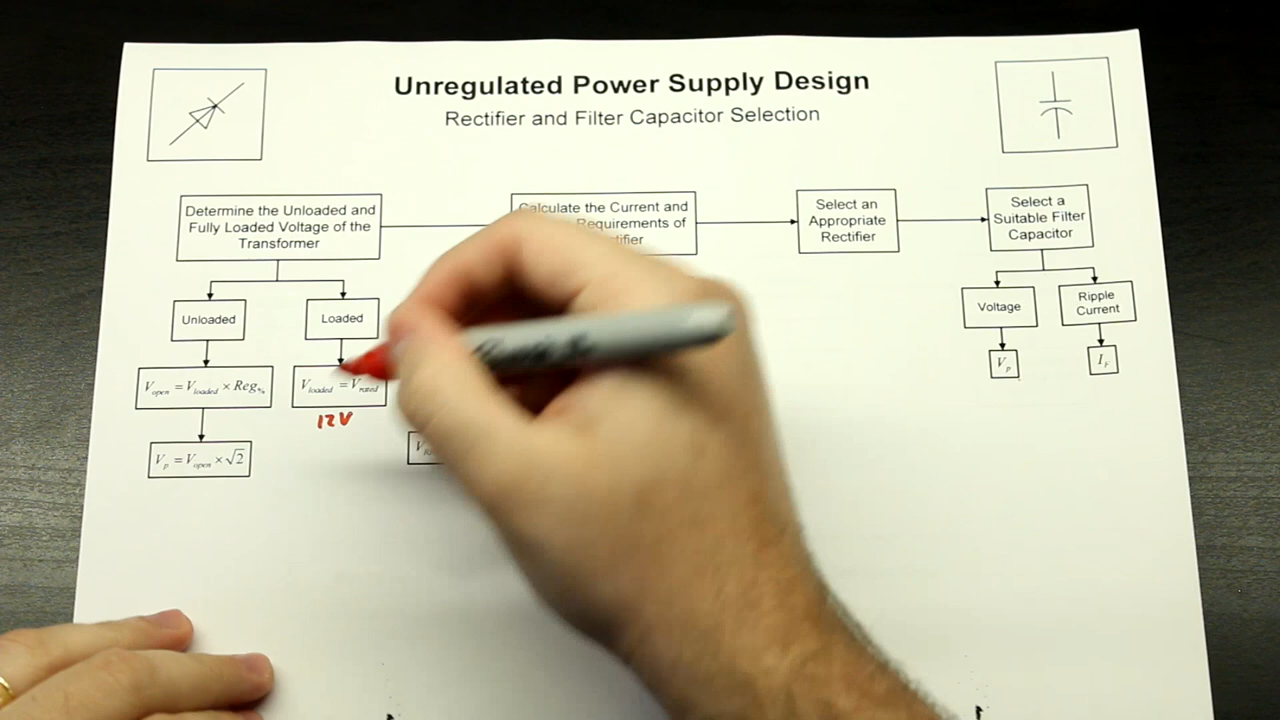 Unregulated Power Supply Design
Rectifier and Filter Capacitor Selection
Determine the Unloaded and
Fully Loaded Voltage of the
Transformer
Calculate the Current and
Requirements of
Select an
Appropriate
Rectifier
Select a
Suitable Filter
Capacitor
Unloaded
Loaded
Voltage
Ripple
Current
V_open = V_loaded × Reg_%
V_loaded = V_rated
12V
V_p = V_open × √2
V_p